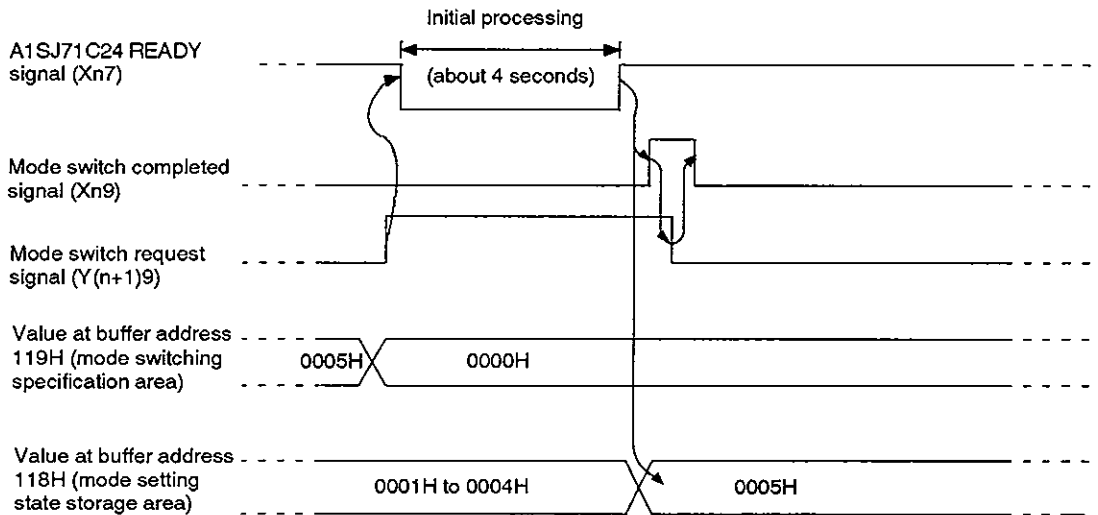 Initial processing
A1SJ71C24 READY
signal (Xn7)
(about 4 seconds)
Mode switch completed
signal (Xn9)
Mode switch request
signal (Y(n+1)9)
Value at buffer address
119H (mode switching
specification area)
0005H
0000H
Value at buffer address
118H (mode setting
state storage area)
0001H to 0004H
0005H